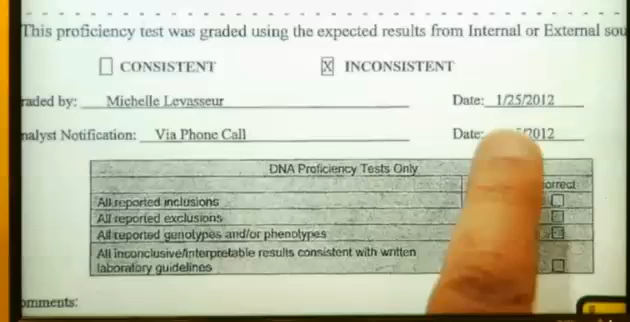 This proficiency test was graded using the expected results from Internal or External sou
☐ CONSISTENT ☒ INCONSISTENT
raded by: Michelle Levasseur Date: 1/25/2012
nalyst Notification: Via Phone Call Date: /2012
DNA Proficiency Tests Only
orrect
All reported inclusions
All reported exclusions
All reported genotypes and/or phenotypes
All inconclusive/interpretable results consistent with written
laboratory guidelines
omments: